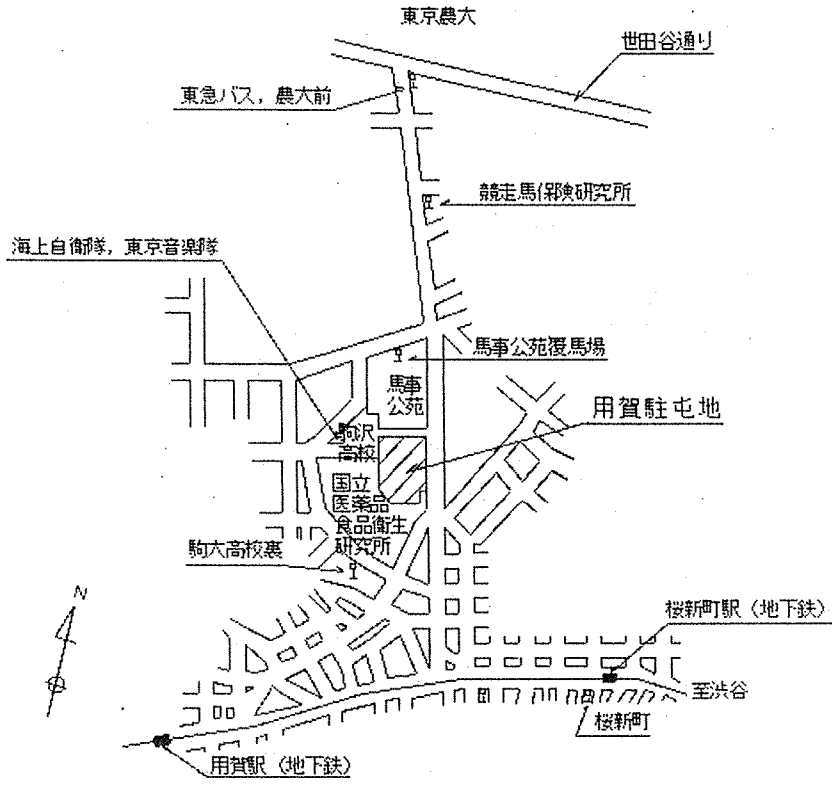 東京農大
世田谷通り
東急バス，農大前
競走馬保険研究所
海上自衛隊，東京音楽隊
馬事公苑覆馬場
馬事
公苑
用賀駐屯地
駒沢
高校
国立
医薬品
食品衛生
研究所
駒大高校裏
N
桜新町駅（地下鉄）
至渋谷
桜新町
用賀駅（地下鉄）